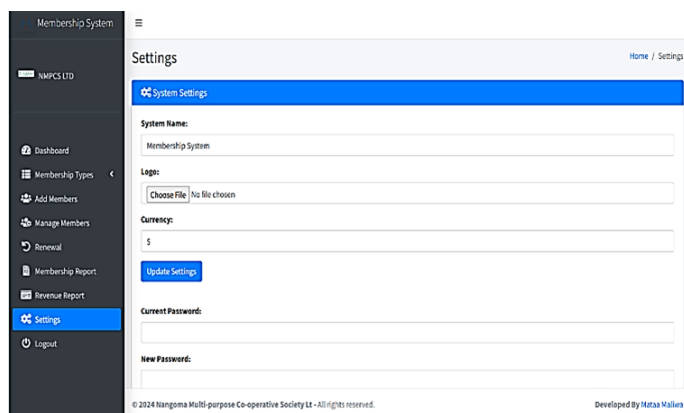 Membership System
NMPCS LTD
Dashboard
Membership Types
Add Members
Manage Members
Renewal
Membership Report
Revenue Report
Settings
Logout
Settings
Home / Settings
System Settings
System Name:
Membership System
Logo:
Choose File No file chosen
Currency:
$
Update Settings
Current Password:
New Password:
© 2024 Nangoma Multi-purpose Co-operative Society Lt - All rights reserved.
Developed By Mataa Maliwa